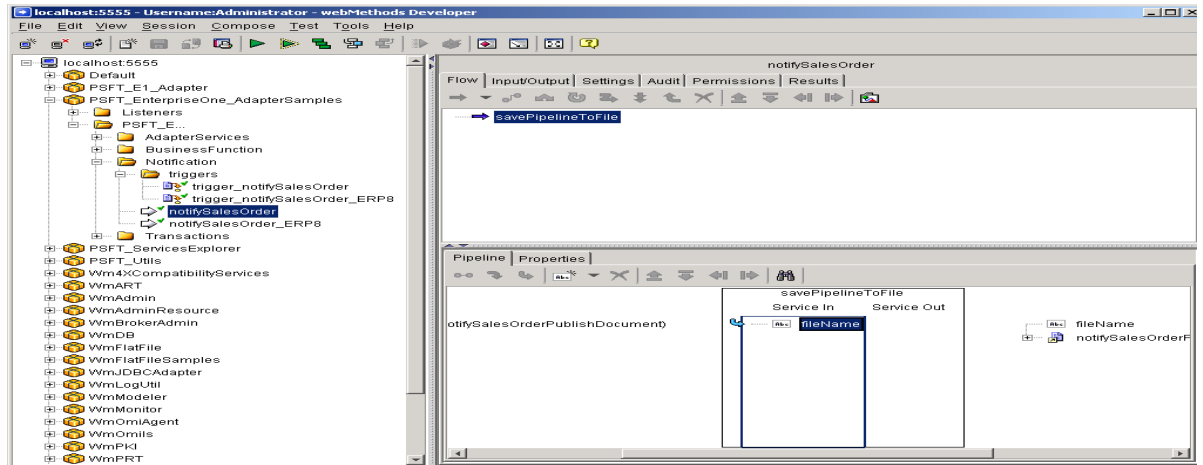 localhost:5555 - Username:Administrator - webMethods Developer
File Edit View Session Compose Test Tools Help
localhost:5555
Default
PSFT_E1_Adapter
PSFT_EnterpriseOne_AdapterSamples
Listeners
PSFT_E...
AdapterServices
BusinessFunction
Notification
triggers
trigger_notifySalesOrder
trigger_notifySalesOrder_ERP8
notifySalesOrder
notifySalesOrder_ERP8
Transactions
PSFT_ServicesExplorer
PSFT_Utils
Wm4XCompatibilityServices
WmART
WmAdmin
WmAdminResource
WmBrokerAdmin
WmDB
WmFlatFile
WmFlatFileSamples
WmJDBCAdapter
WmLogUtil
WmModeler
WmMonitor
WmOmiAgent
WmOmils
WmPKI
WmPRT
notifySalesOrder
Flow Input/Output Settings Audit Permissions Results
savePipelineToFile
Pipeline Properties
Abc
savePipelineToFile
Service In Service Out
otifySalesOrderPublishDocument)
Abc fileName
Abc fileName
notifySalesOrderF